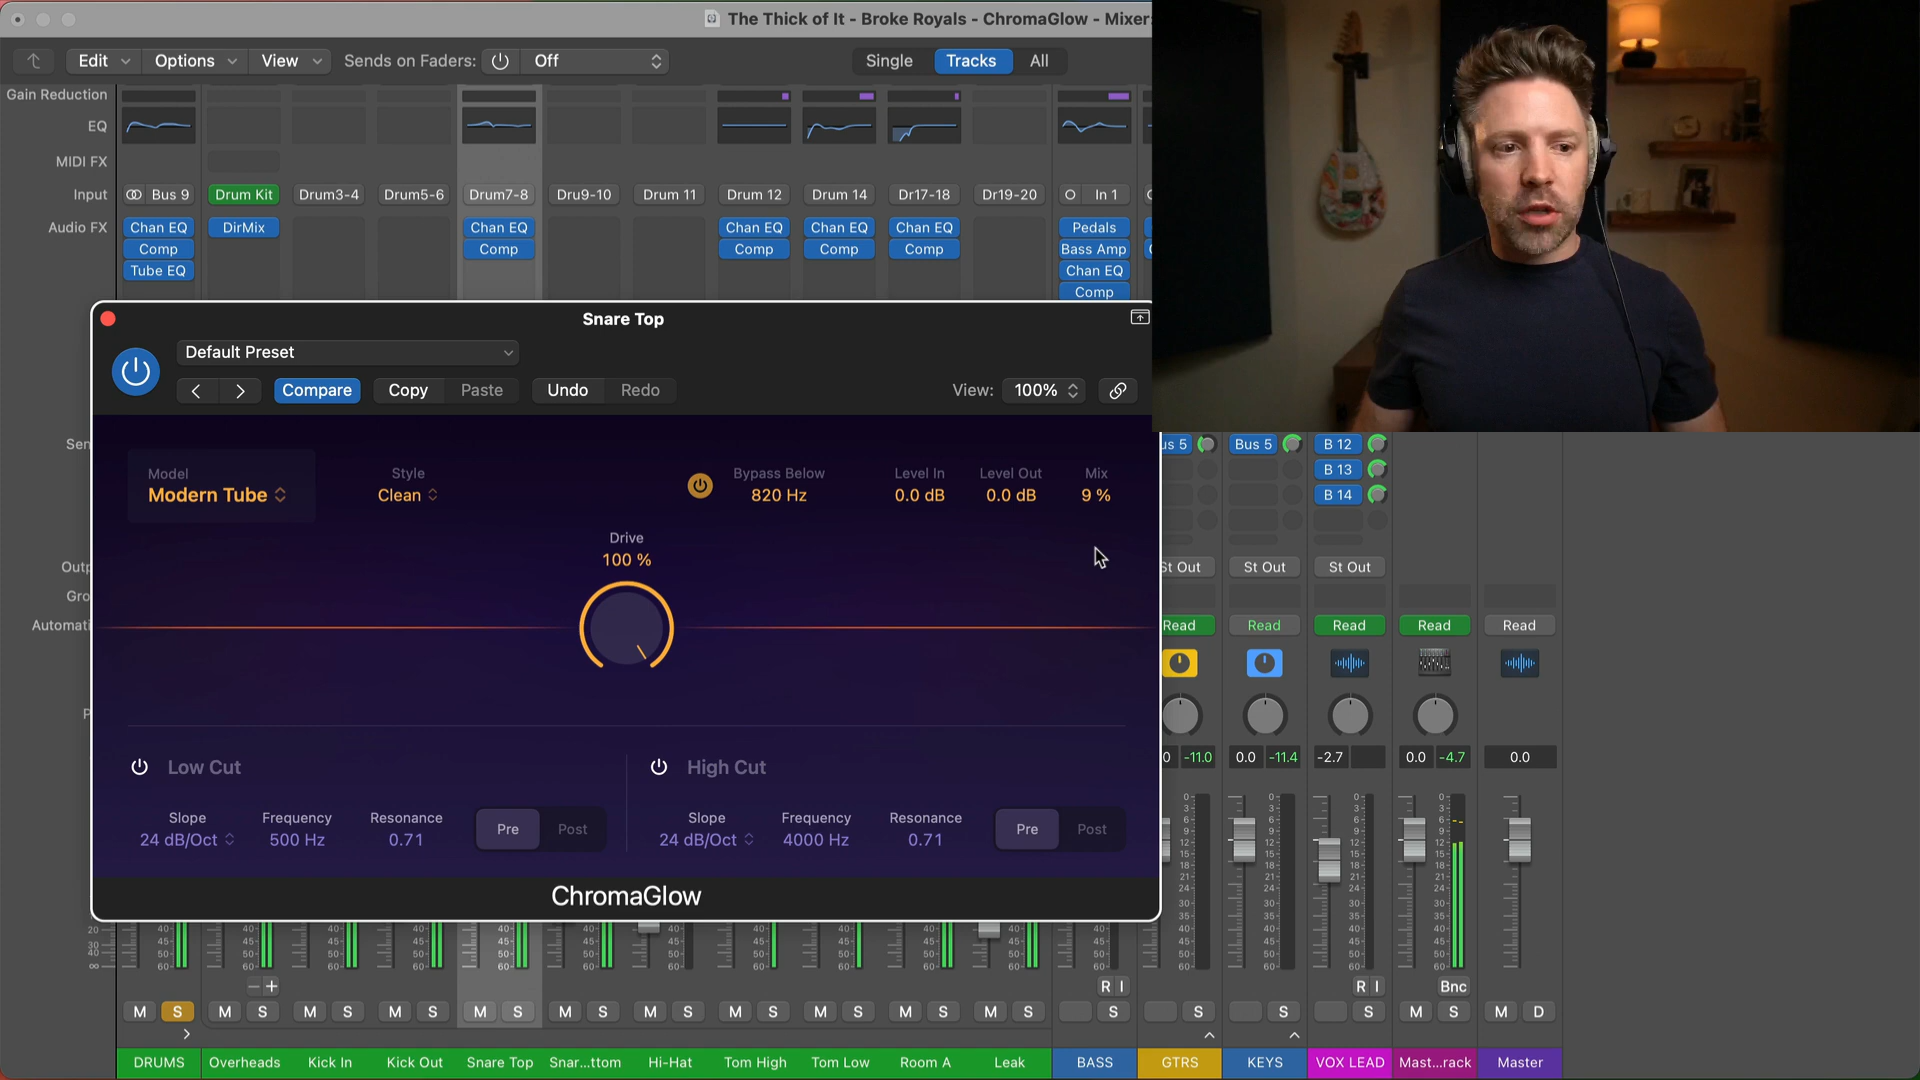 The Thick of It - Broke Royals - ChromaGlow - Mixer:
Edit Options View Sends on Faders: Off Single Tracks All
Gain Reduction
EQ
MIDI FX
Input Bus 9 Drum Kit Drum3-4 Drum5-6 Drum7-8 Dru9-10 Drum 11 Drum 12 Drum 14 Dr17-18 Dr19-20 In 1
Audio FX Chan EQ DirMix Chan EQ Chan EQ Chan EQ Chan EQ Pedals
Comp Comp Comp Comp Comp Bass Amp
Tube EQ Chan EQ
Comp
Snare Top
Default Preset
Compare Copy Paste Undo Redo View: 100%
Sen us 5 Bus 5 B 12
B 13
B 14
Model Style Bypass Below Level In Level Out Mix
Modern Tube Clean 820 Hz 0.0 dB 0.0 dB 9 %
Drive
100 %
Outp St Out St Out St Out
Gro
Automati Read Read Read Read Read
P
0 -11.0 0.0 -11.4 -2.7 0.0 -4.7 0.0
Low Cut High Cut
Slope Frequency Resonance Pre Post Slope Frequency Resonance Pre Post
24 dB/Oct 500 Hz 0.71 24 dB/Oct 4000 Hz 0.71
ChromaGlow
R I R I Bnc
M S M S M S M S M S M S M S M S M S M S M S S S S S M S M D
DRUMS Overheads Kick In Kick Out Snare Top Snar...ttom Hi-Hat Tom High Tom Low Room A Leak BASS GTRS KEYS VOX LEAD Mast...rack Master